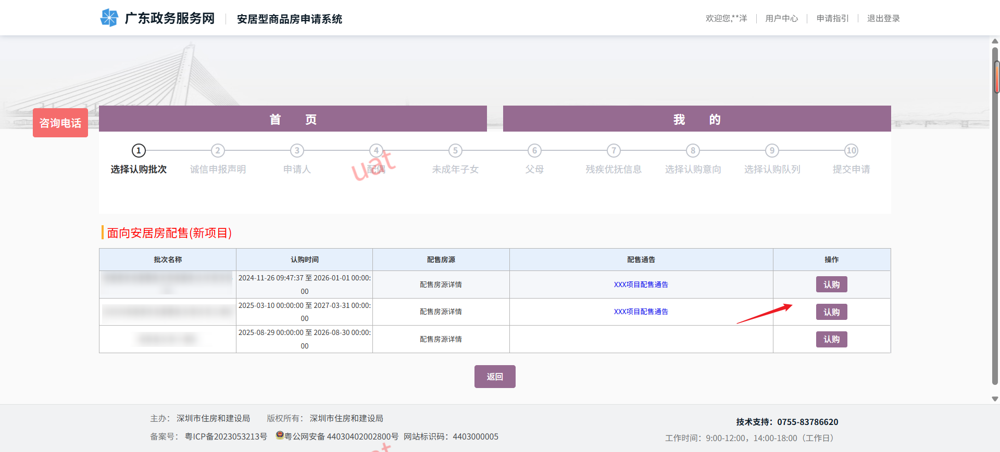 广东政务服务网 安居型商品房申请系统 欢迎您,**洋 用户中心 申请指引 退出登录
咨询电话
首 页 我 的
1 2 3 4 5 6 7 8 9 10
选择认购批次 诚信申报声明 申请人 配偶 未成年子女 父母 残疾优抚信息 选择认购意向 选择认购队列 提交申请
uat
面向安居房配售(新项目)
批次名称 认购时间 配售房源 配售通告 操作
2024-11-26 09:47:37 至 2026-01-01 00:00:
00
配售房源详情 XXX项目配售通告 认购
2025-03-10 00:00:00 至 2027-03-31 00:00:
00
配售房源详情 XXX项目配售通告 认购
2025-08-29 00:00:00 至 2026-08-30 00:00:
00
配售房源详情 认购
返回
主办： 深圳市住房和建设局 版权所有： 深圳市住房和建设局
备案号： 粤ICP备2023053213号 粤公网安备 44030402002800号 网站标识码：4403000005
技术支持：0755-83786620
工作时间：9:00-12:00，14:00-18:00（工作日）
uat